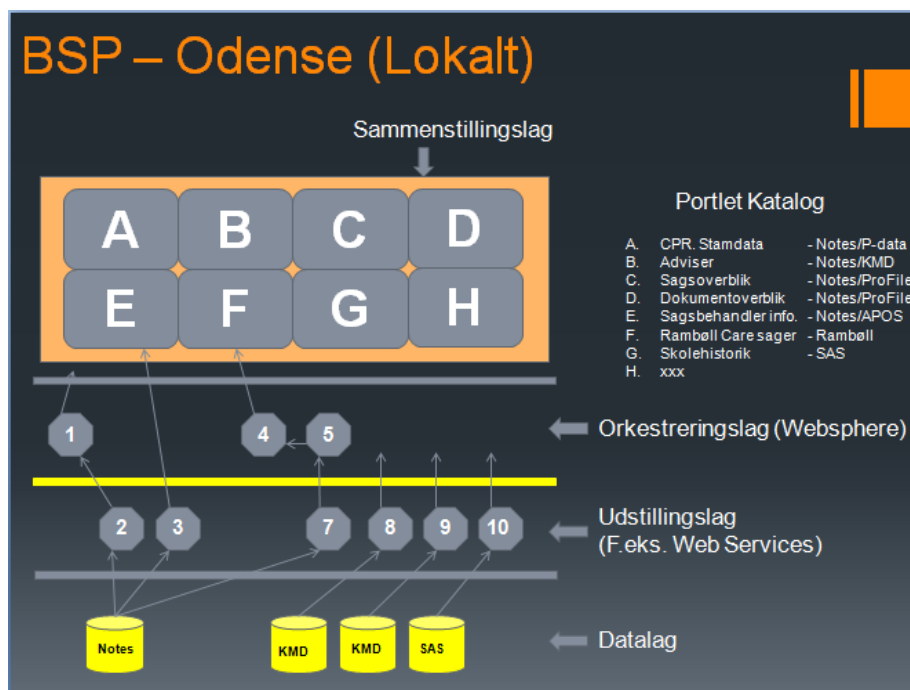 BSP – Odense (Lokalt)
Sammenstillingslag
A B C D
E F G H
Portlet Katalog
A. CPR. Stamdata - Notes/P-data
B. Adviser - Notes/KMD
C. Sagsoverblik - Notes/ProFile
D. Dokumentoverblik - Notes/ProFile
E. Sagsbehandler info. - Notes/APOS
F. Rambøll Care sager - Rambøll
G. Skolehistorik - SAS
H. xxx
1 4 5
Orkestreringslag (Websphere)
2 3 7 8 9 10
Udstillingslag
(F.eks. Web Services)
Notes KMD KMD SAS
Datalag